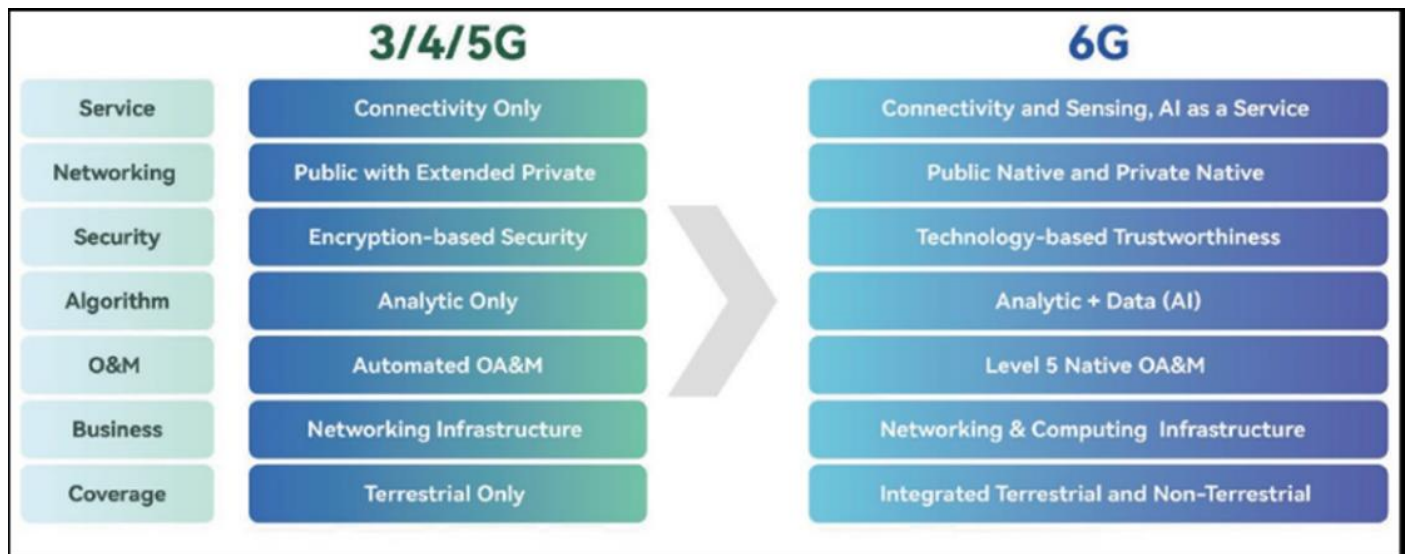 3/4/5G 6G
Service Connectivity Only Connectivity and Sensing, AI as a Service
Networking Public with Extended Private Public Native and Private Native
Security Encryption-based Security Technology-based Trustworthiness
Algorithm Analytic Only Analytic + Data (AI)
O&M Automated OA&M Level 5 Native OA&M
Business Networking Infrastructure Networking & Computing Infrastructure
Coverage Terrestrial Only Integrated Terrestrial and Non-Terrestrial